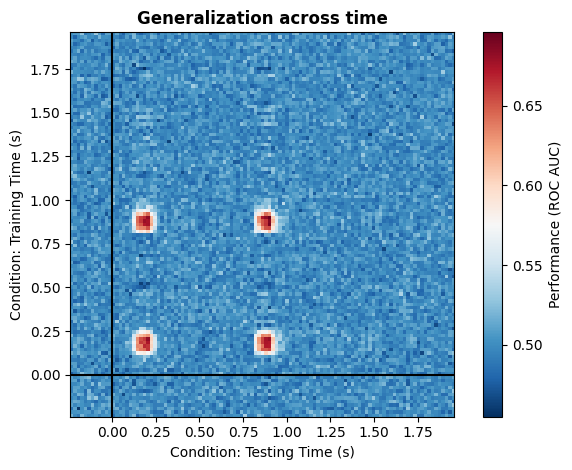 Generalization across time
Condition: Training Time (s)
1.75
1.50
1.25
1.00
0.75
0.50
0.25
0.00
0.00 0.25 0.50 0.75 1.00 1.25 1.50 1.75
Condition: Testing Time (s)
0.65
0.60
0.55
0.50
Performance (ROC AUC)